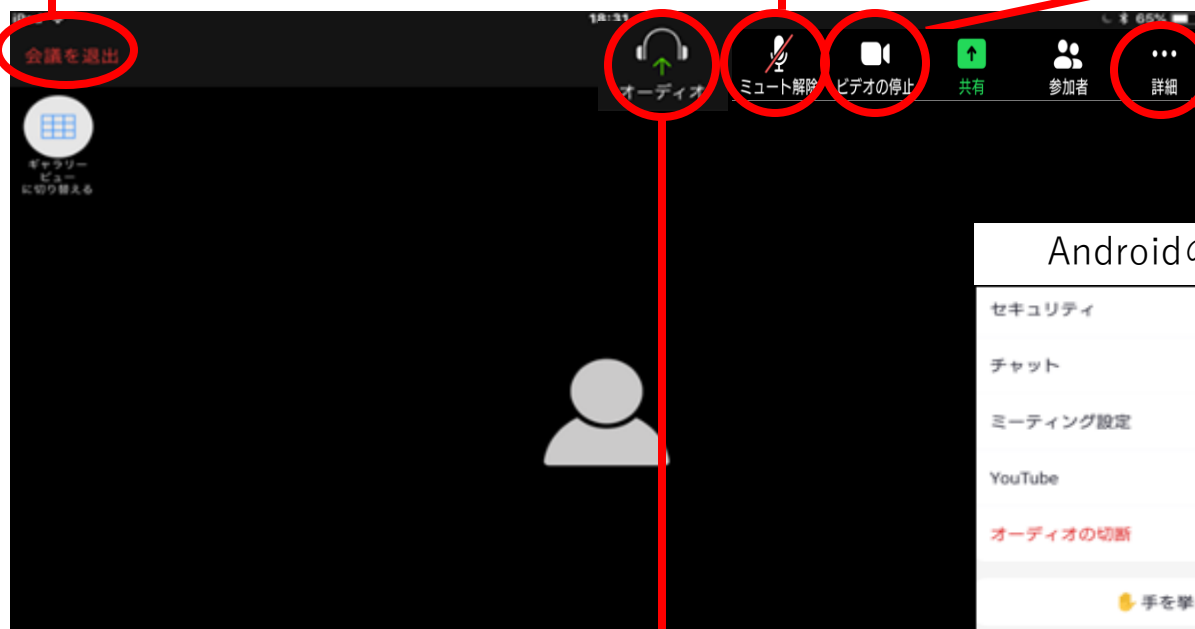 18:31
65%
会議を退出
オーディオ
ミュート解除
ビデオの停止
共有
参加者
詳細
ギャラリー
ビュー
に切り替える
Android
セキュリティ
チャット
ミーティング設定
YouTube
オーディオの切断
手を挙